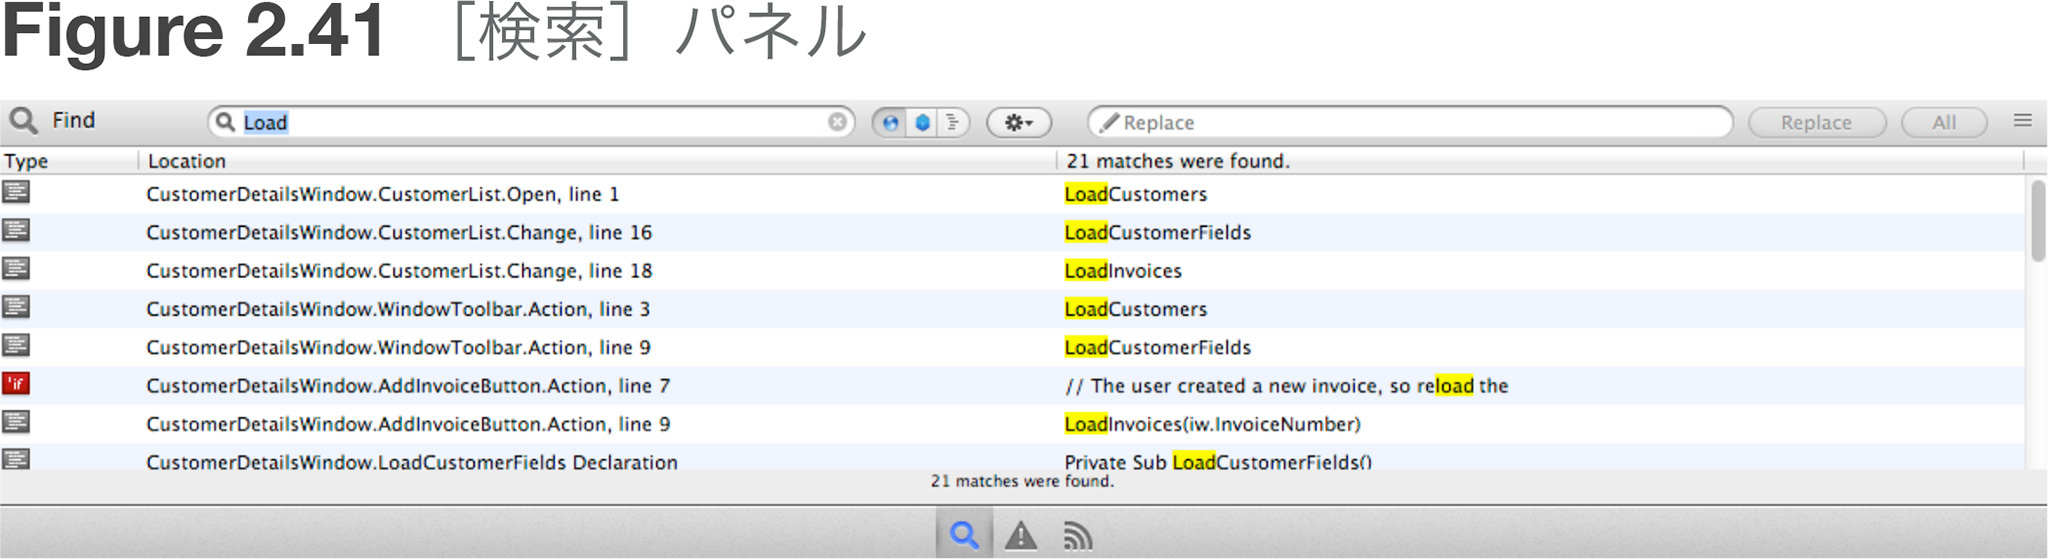 Figure 2.41 ［検索］パネル
Find Load Replace Replace All
Type Location 21 matches were found.
CustomerDetailsWindow.CustomerList.Open, line 1 LoadCustomers
CustomerDetailsWindow.CustomerList.Change, line 16 LoadCustomerFields
CustomerDetailsWindow.CustomerList.Change, line 18 LoadInvoices
CustomerDetailsWindow.WindowToolbar.Action, line 3 LoadCustomers
CustomerDetailsWindow.WindowToolbar.Action, line 9 LoadCustomerFields
'if CustomerDetailsWindow.AddInvoiceButton.Action, line 7 // The user created a new invoice, so reload the
CustomerDetailsWindow.AddInvoiceButton.Action, line 9 LoadInvoices(iw.InvoiceNumber)
CustomerDetailsWindow.LoadCustomerFields Declaration Private Sub LoadCustomerFields()
21 matches were found.